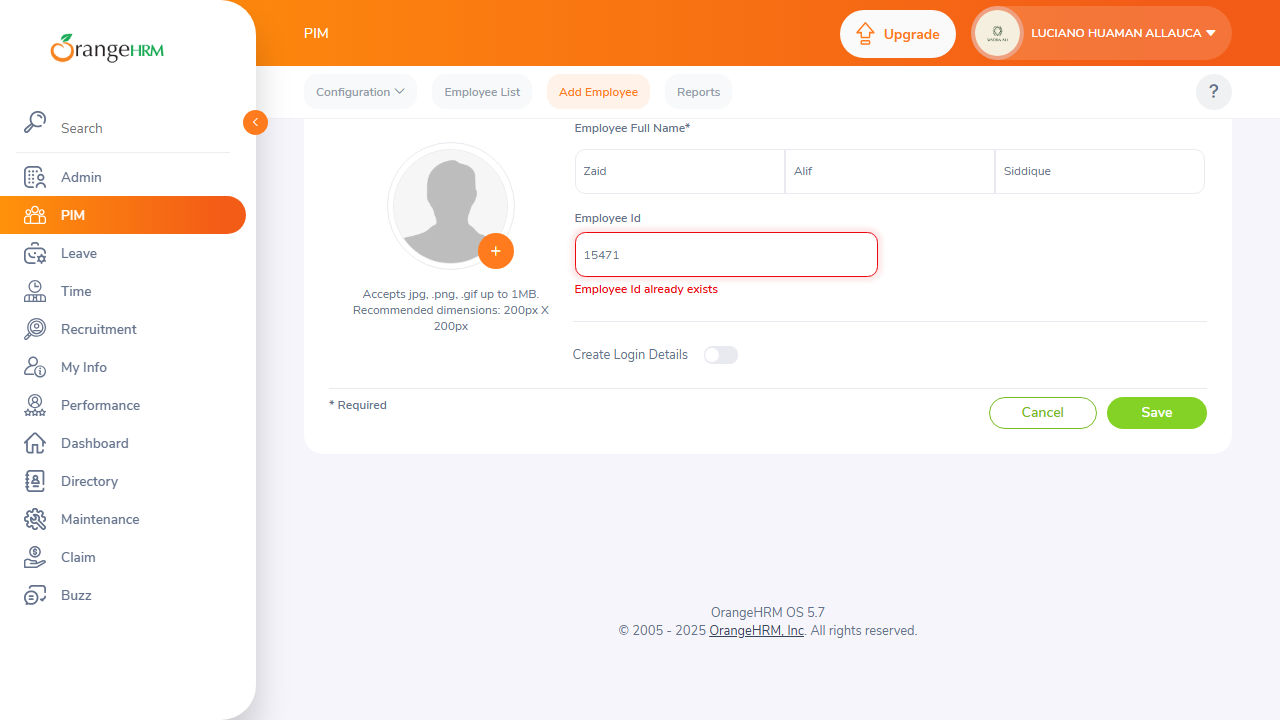 OrangeHRM
PIM
Upgrade
WARDA ALI
LUCIANO HUAMAN ALLAUCA
Configuration
Employee List
Add Employee
Reports
?
Search
Admin
PIM
Leave
Time
Recruitment
My Info
Performance
Dashboard
Directory
Maintenance
Claim
Buzz
Employee Full Name*
Zaid
Alif
Siddique
Employee Id
15471
Employee Id already exists
+
Accepts jpg, .png, .gif up to 1MB.
Recommended dimensions: 200px X
200px
Create Login Details
* Required
Cancel
Save
OrangeHRM OS 5.7
© 2005 - 2025 OrangeHRM, Inc. All rights reserved.